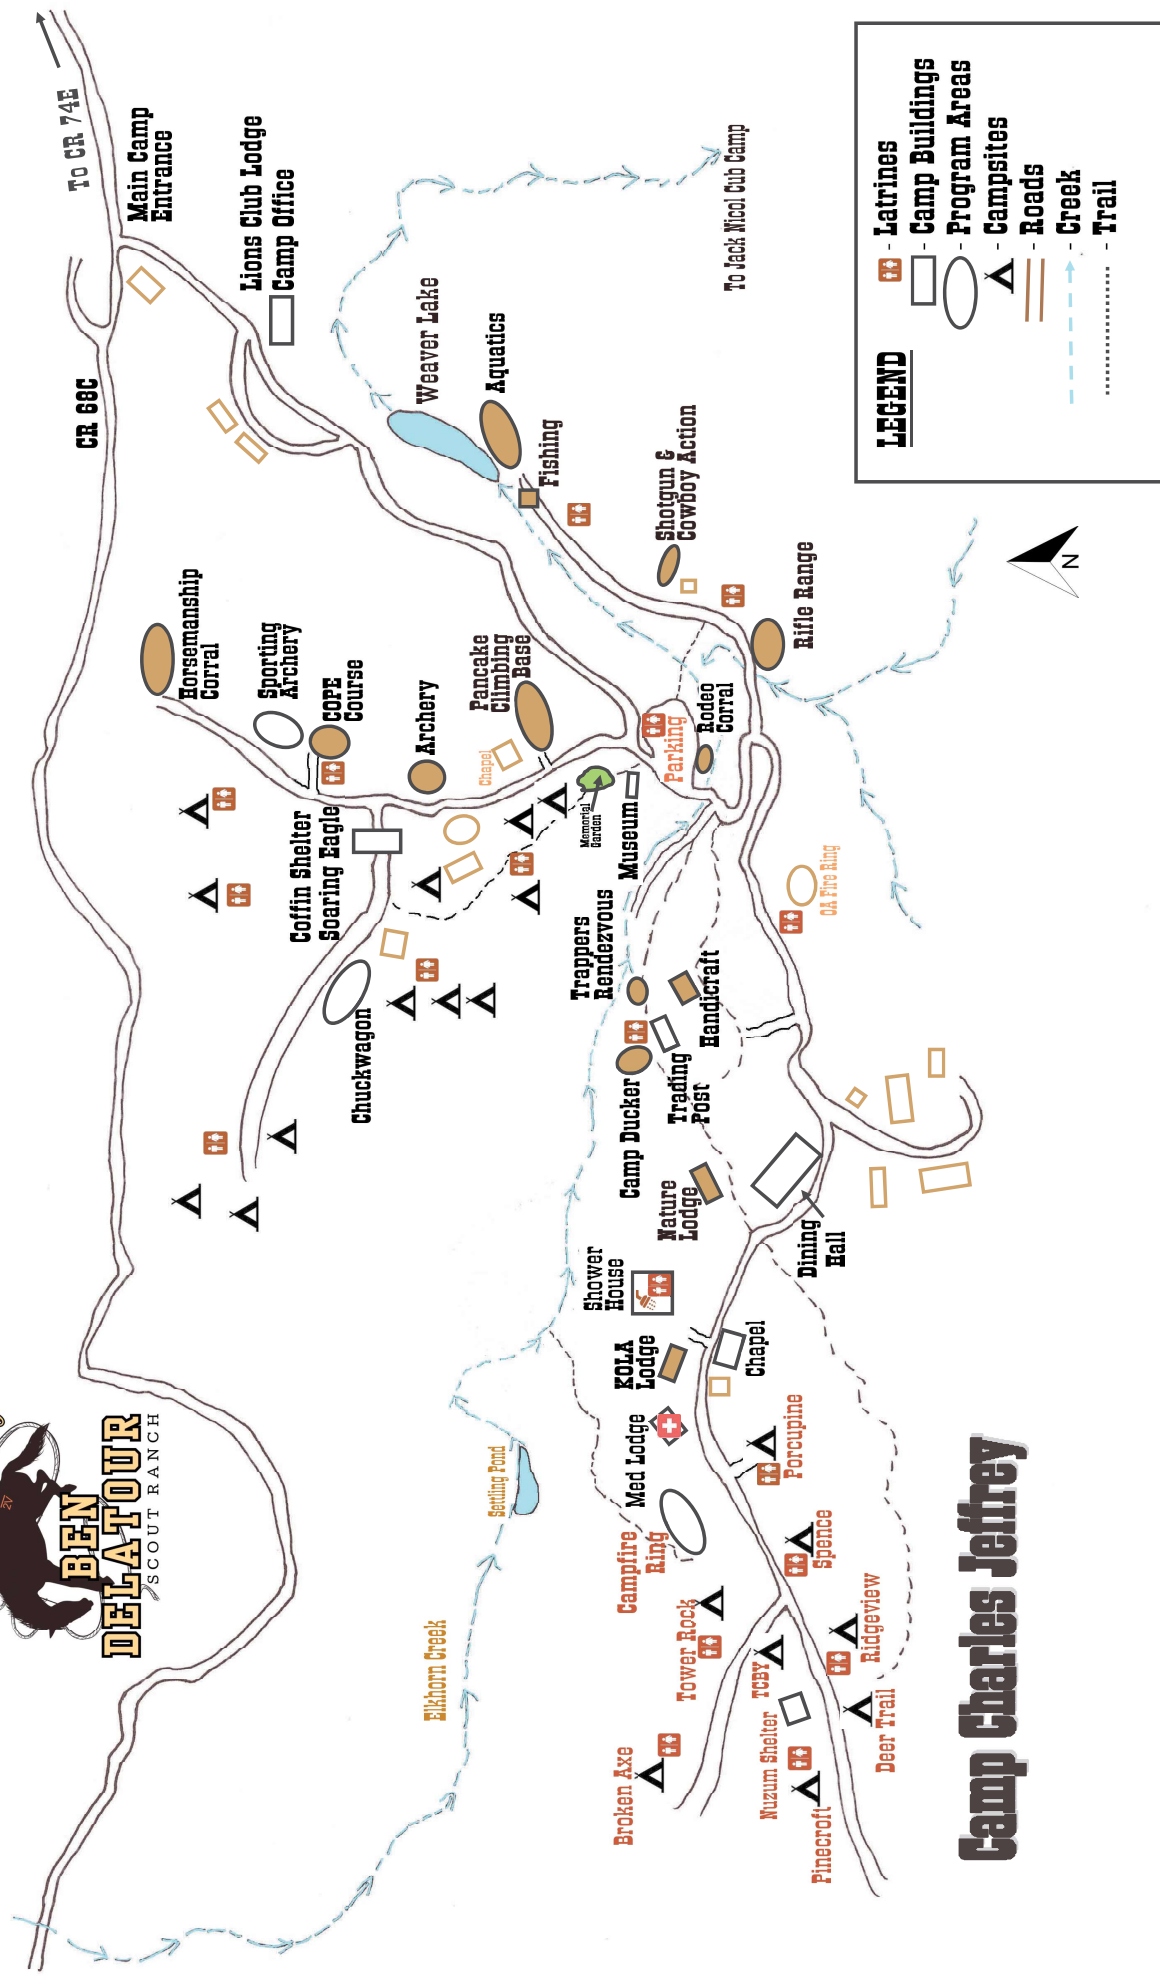 To CR 74E
Main Camp
Entrance
CR 68C
Lions Club Lodge
Camp Office
Weaver Lake
Aquatics
Fishing
To Jack Nicol Cub Camp
Shotgun &
Cowboy Action
Rifle Range
Horsemanship
Corral
Sporting
Archery
COPE
Course
Archery
Pancake
Climbing
Base
Chapel
Parking
Rodeo
Corral
Memorial
Garden
Museum
Coffin Shelter
Soaring Eagle
Chuckwagon
Trappers
Rendezvous
Handicraft
OA Fire Ring
Camp Ducker
Trading
Post
Nature
Lodge
Dining
Hall
Shower
House
KOLA
Lodge
Chapel
Med Lodge
Porcupine
Settling Pond
Campfire
Ring
Spence
Elkhorn Creek
Tower Rock
TCBY
Ridgeview
Nuzum Shelter
Deer Trail
Broken Axe
Pinecroft
BEN
DELATOUR
SCOUT RANCH
Camp Charles Jeffrey
N
LEGEND
- Latrines
- Camp Buildings
- Program Areas
- Campsites
- Roads
- Creek
- Trail